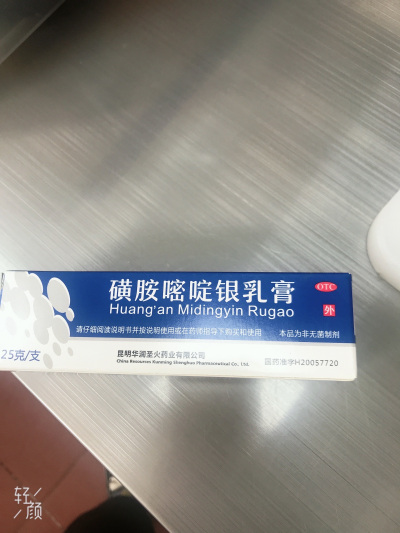 磺胺嘧啶银乳膏
OTC
Huang'an Midingyin Rugao
外
请仔细阅读说明书并按说明使用或在药师指导下购买和使用
本品为非无菌制剂
25克/支
昆明华润圣火药业有限公司
China Resources Kunming Shenghuo Pharmaceutical Co., Ltd.
国药准字H20057720
轻
颜